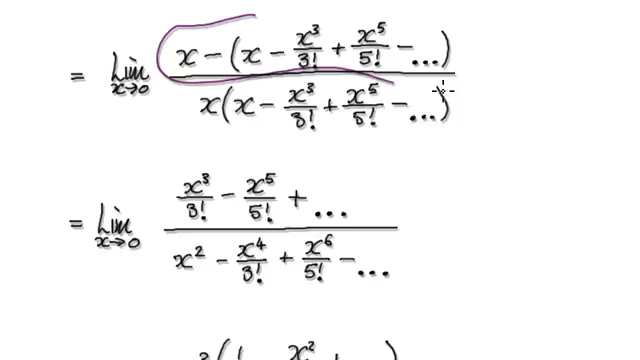 = Lim x→0 (x − (x − x³/3! + x⁵/5! − ...)) / (x(x − x³/3! + x⁵/5! − ...))
= Lim x→0 (x³/3! − x⁵/5! + ...) / (x² − x⁴/3! + x⁶/5! − ...)